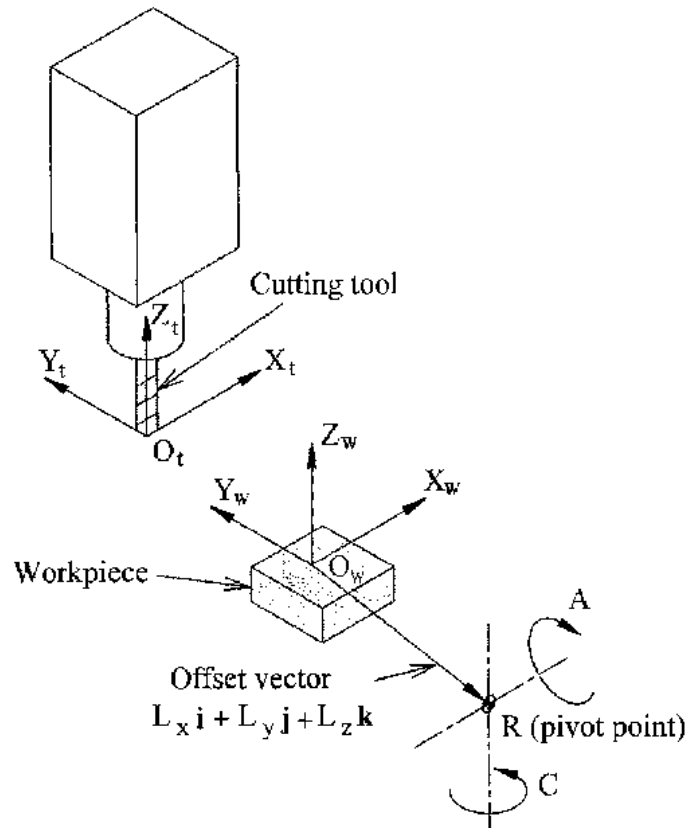 Cutting tool
Z_t
Y_t
X_t
O_t
Z_w
Y_w
X_w
O_w
Workpiece
A
Offset vector
L_x i + L_y j + L_z k
R (pivot point)
C